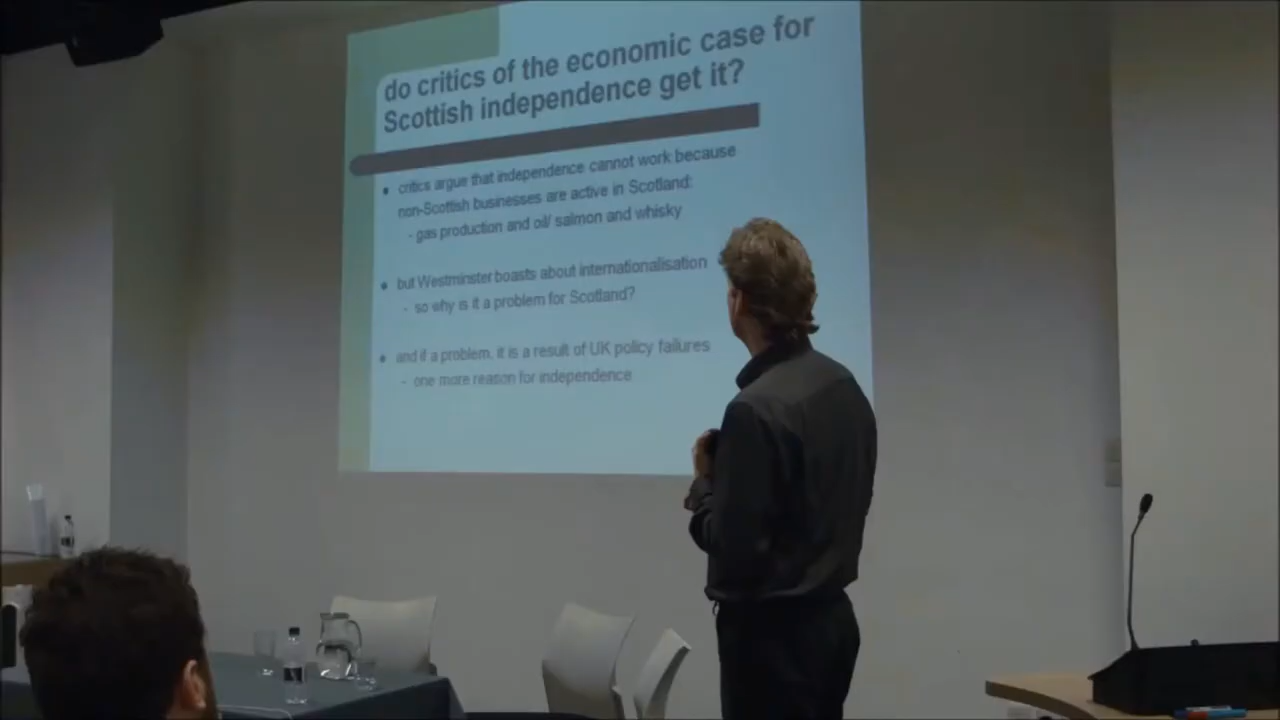 do critics of the economic case for
Scottish independence get it?
• critics argue that independence cannot work because
non-Scottish businesses are active in Scotland:
- gas production and oil/ salmon and whisky
• but Westminster boasts about internationalisation
- so why is it a problem for Scotland?
• and if a problem, it is a result of UK policy failures
- one more reason for independence